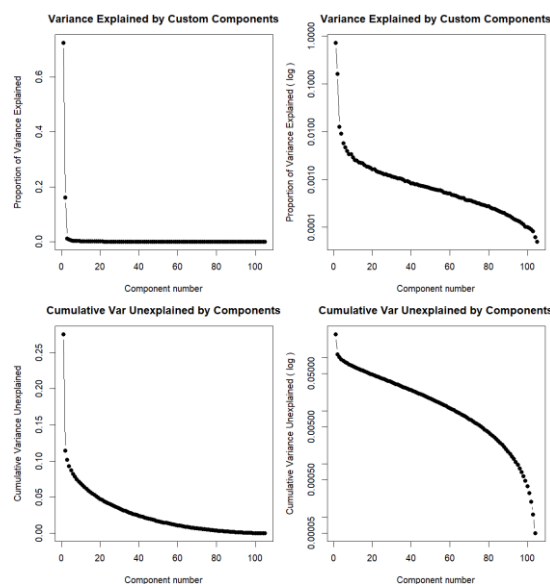 Variance Explained by Custom Components
Variance Explained by Custom Components
Proportion of Variance Explained
0.6
0.4
0.2
0.0
0 20 40 60 80 100
Component number
Proportion of Variance Explained ( log )
1.0000
0.1000
0.0100
0.0010
0.0001
0 20 40 60 80 100
Component number
Cumulative Var Unexplained by Components
Cumulative Var Unexplained by Components
Cumulative Variance Unexplained
0.25
0.20
0.15
0.10
0.05
0.00
0 20 40 60 80 100
Component number
Cumulative Variance Unexplained ( log )
0.05000
0.00500
0.00050
0.00005
0 20 40 60 80 100
Component number